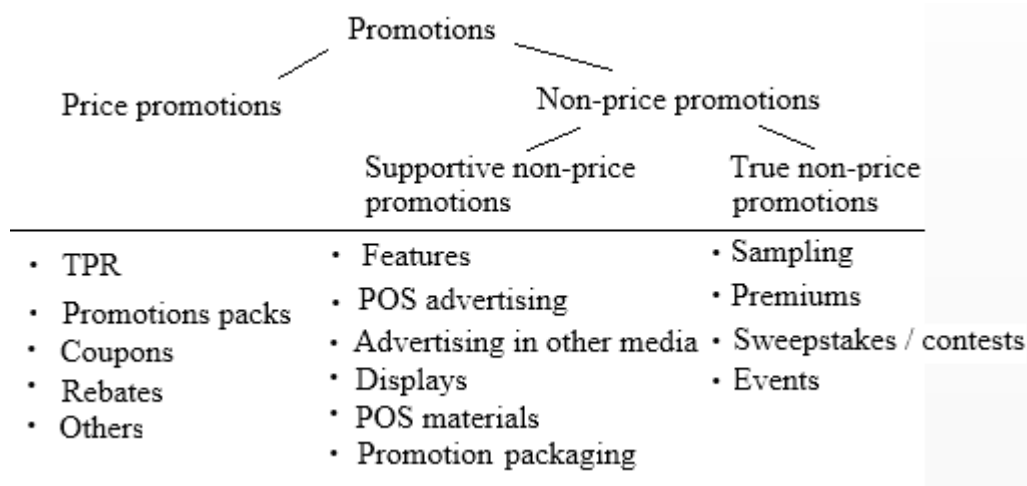 Promotions
Price promotions
Non-price promotions
Supportive non-price
promotions
True non-price
promotions
· TPR
· Promotions packs
· Coupons
· Rebates
· Others
· Features
· POS advertising
· Advertising in other media
· Displays
· POS materials
· Promotion packaging
· Sampling
· Premiums
· Sweepstakes / contests
· Events